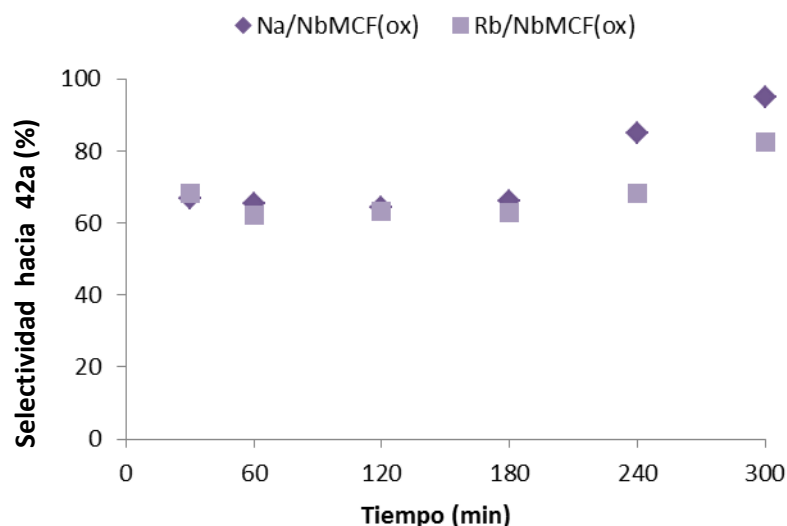 Na/NbMCF(ox) Rb/NbMCF(ox)
100
80
60
40
20
0
Selectividad hacia 42a (%)
0 60 120 180 240 300
Tiempo (min)